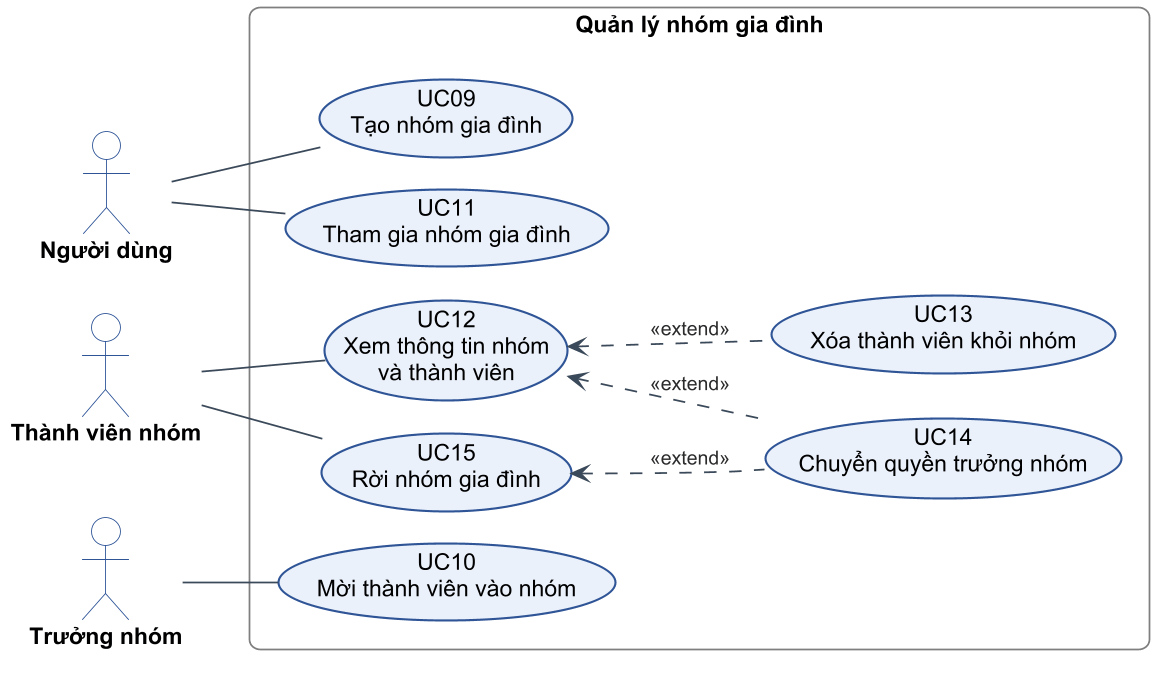 Quản lý nhóm gia đình
UC09
Tạo nhóm gia đình
UC11
Tham gia nhóm gia đình
Người dùng
UC12
Xem thông tin nhóm
và thành viên
«extend»
UC13
Xóa thành viên khỏi nhóm
«extend»
Thành viên nhóm
UC15
Rời nhóm gia đình
«extend»
UC14
Chuyển quyền trưởng nhóm
UC10
Mời thành viên vào nhóm
Trưởng nhóm